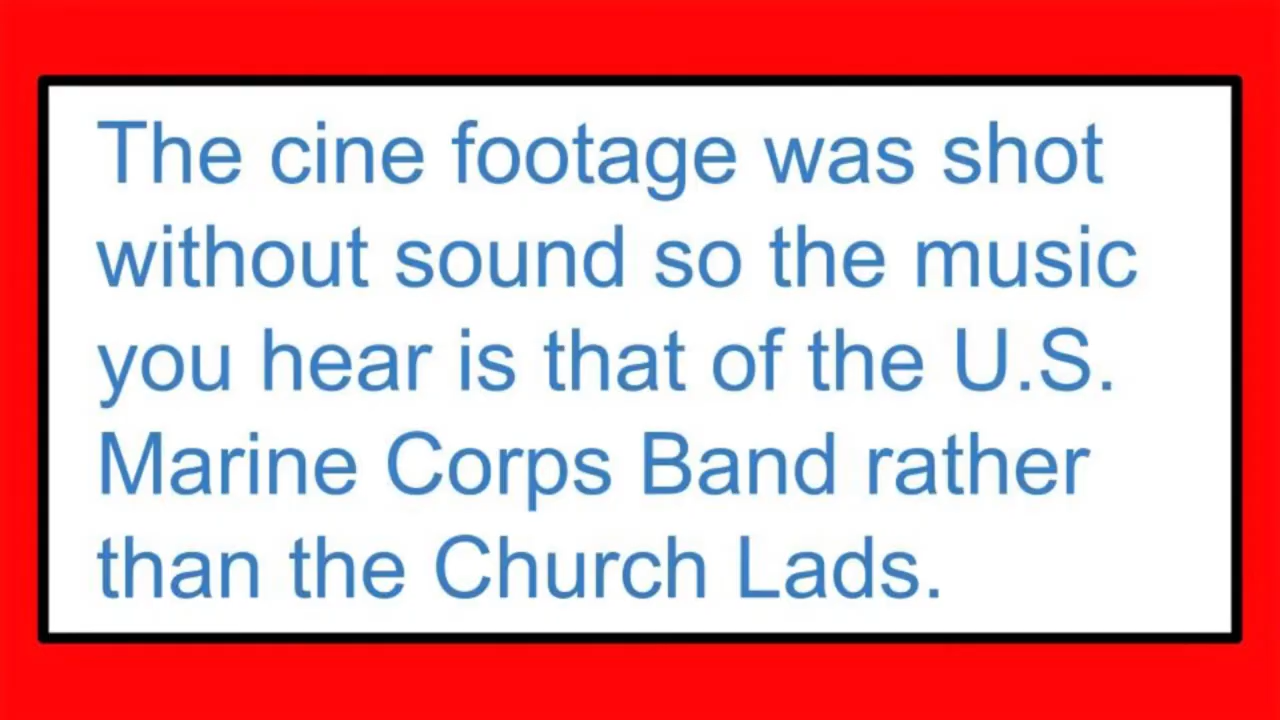 The cine footage was shot
without sound so the music
you hear is that of the U.S.
Marine Corps Band rather
than the Church Lads.